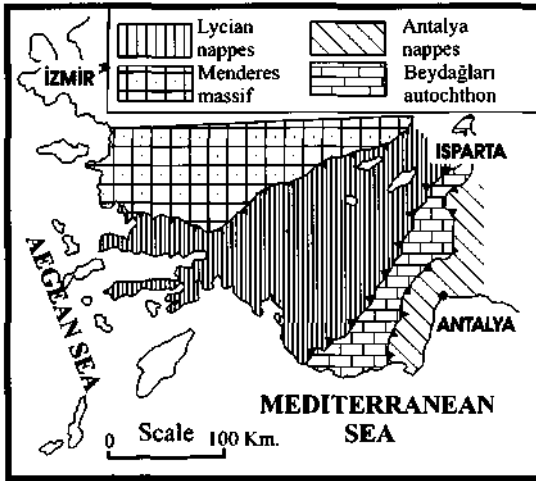 Lycian
nappes
Menderes
massif
Antalya
nappes
Beydağları
autochthon
İZMİR
ISPARTA
AEGEAN SEA
ANTALYA
MEDITERRANEAN
SEA
0 Scale 100 Km.